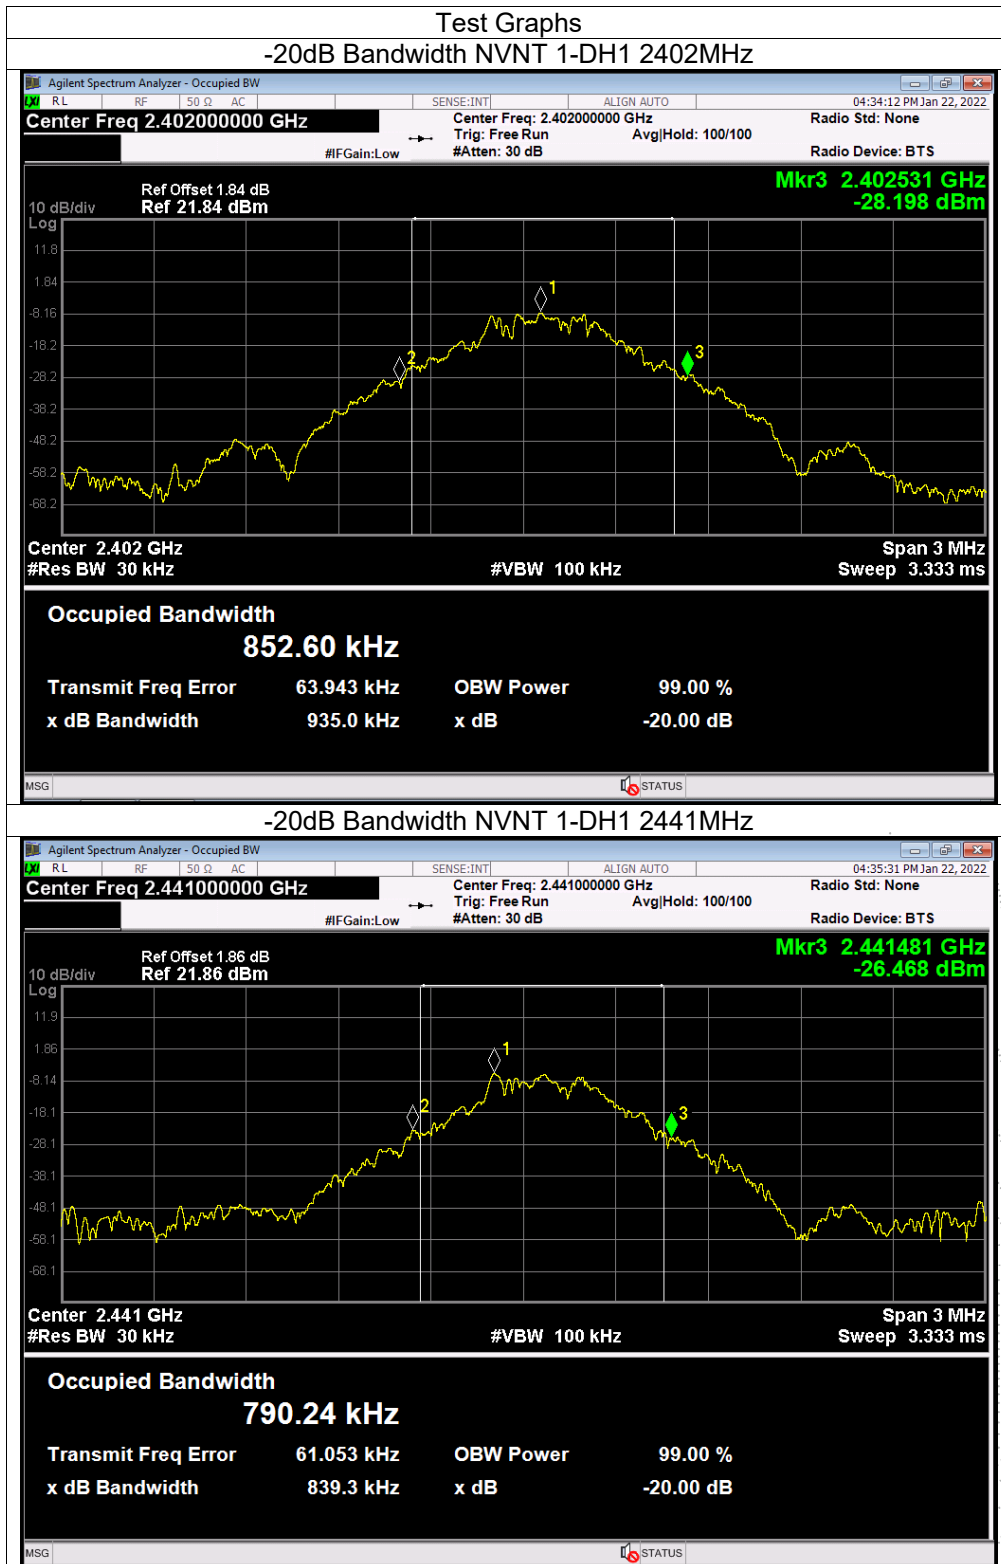 Test Graphs
-20dB Bandwidth NVNT 1-DH1 2402MHz
Agilent Spectrum Analyzer - Occupied BW
LXI RL RF 50 Ω AC SENSE:INT ALIGN AUTO 04:34:12 PM Jan 22, 2022
Center Freq 2.402000000 GHz Center Freq: 2.402000000 GHz Radio Std: None
Trig: Free Run Avg|Hold: 100/100
#IFGain:Low #Atten: 30 dB Radio Device: BTS
Mkr3 2.402531 GHz
-28.198 dBm
Ref Offset 1.84 dB
10 dB/div Ref 21.84 dBm
Log
11.8
1.84
-8.16
-18.2
-28.2
-38.2
-48.2
-58.2
-68.2
1
2
3
Center 2.402 GHz Span 3 MHz
#Res BW 30 kHz #VBW 100 kHz Sweep 3.333 ms
Occupied Bandwidth
852.60 kHz
Transmit Freq Error 63.943 kHz OBW Power 99.00 %
x dB Bandwidth 935.0 kHz x dB -20.00 dB
MSG STATUS
-20dB Bandwidth NVNT 1-DH1 2441MHz
Agilent Spectrum Analyzer - Occupied BW
LXI RL RF 50 Ω AC SENSE:INT ALIGN AUTO 04:35:31 PM Jan 22, 2022
Center Freq 2.441000000 GHz Center Freq: 2.441000000 GHz Radio Std: None
Trig: Free Run Avg|Hold: 100/100
#IFGain:Low #Atten: 30 dB Radio Device: BTS
Mkr3 2.441481 GHz
-26.468 dBm
Ref Offset 1.86 dB
10 dB/div Ref 21.86 dBm
Log
11.9
1.86
-8.14
-18.1
-28.1
-38.1
-48.1
-58.1
-68.1
1
2
3
Center 2.441 GHz Span 3 MHz
#Res BW 30 kHz #VBW 100 kHz Sweep 3.333 ms
Occupied Bandwidth
790.24 kHz
Transmit Freq Error 61.053 kHz OBW Power 99.00 %
x dB Bandwidth 839.3 kHz x dB -20.00 dB
MSG STATUS